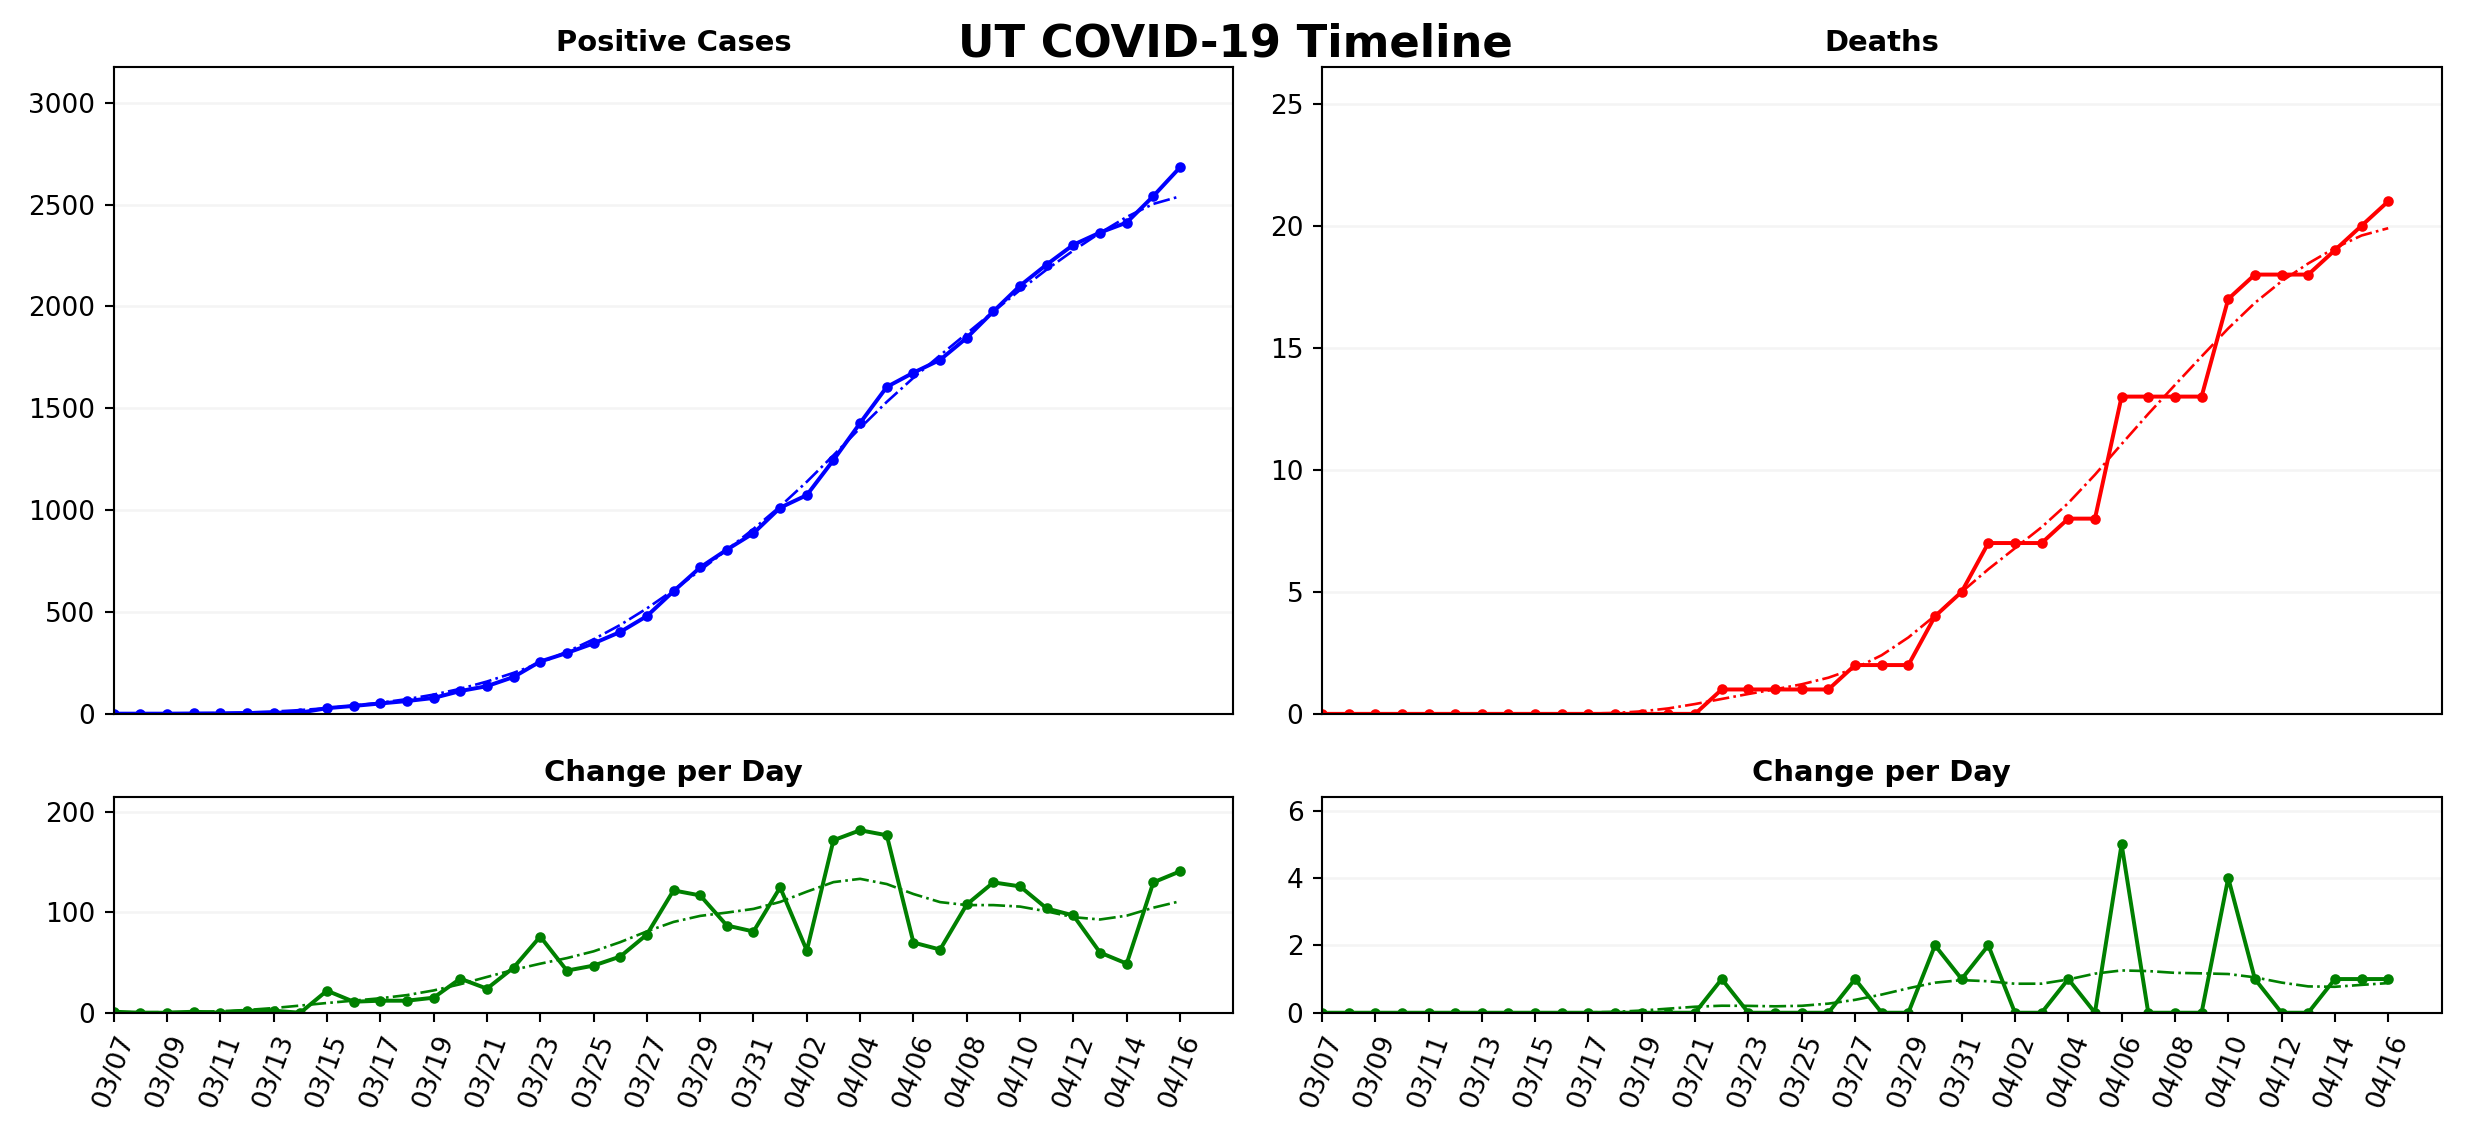 UT COVID-19 Timeline
Positive Cases
3000
2500
2000
1500
1000
500
0
Deaths
25
20
15
10
5
0
Change per Day
200
100
0
03/07 03/09 03/11 03/13 03/15 03/17 03/19 03/21 03/23 03/25 03/27 03/29 03/31 04/02 04/04 04/06 04/08 04/10 04/12 04/14 04/16
Change per Day
6
4
2
0
03/07 03/09 03/11 03/13 03/15 03/17 03/19 03/21 03/23 03/25 03/27 03/29 03/31 04/02 04/04 04/06 04/08 04/10 04/12 04/14 04/16